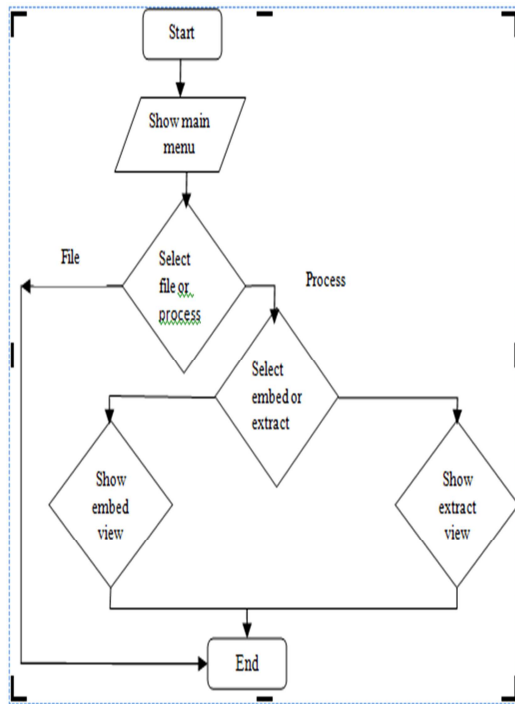 Start
Show main
menu
File
Select
file or
process
Process
Select
embed or
extract
Show
embed
view
Show
extract
view
End